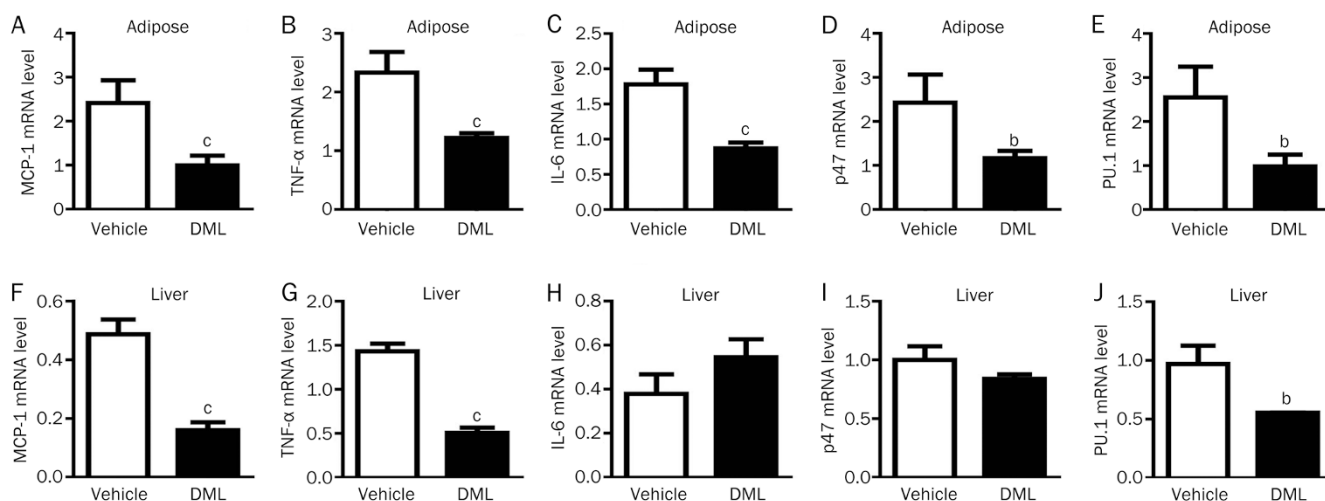 A Adipose
MCP-1 mRNA level
4
3
2
1
0
c
Vehicle DML
B Adipose
TNF-α mRNA level
3
2
1
0
c
Vehicle DML
C Adipose
IL-6 mRNA level
2.5
2.0
1.5
1.0
0.5
0.0
c
Vehicle DML
D Adipose
p47 mRNA level
4
3
2
1
0
b
Vehicle DML
E Adipose
PU.1 mRNA level
4
3
2
1
0
b
Vehicle DML
F Liver
MCP-1 mRNA level
0.6
0.4
0.2
0.0
c
Vehicle DML
G Liver
TNF-α mRNA level
2.0
1.5
1.0
0.5
0.0
c
Vehicle DML
H Liver
IL-6 mRNA level
0.8
0.6
0.4
0.2
0.0
Vehicle DML
I Liver
p47 mRNA level
1.5
1.0
0.5
0.0
Vehicle DML
J Liver
PU.1 mRNA level
1.5
1.0
0.5
0.0
b
Vehicle DML